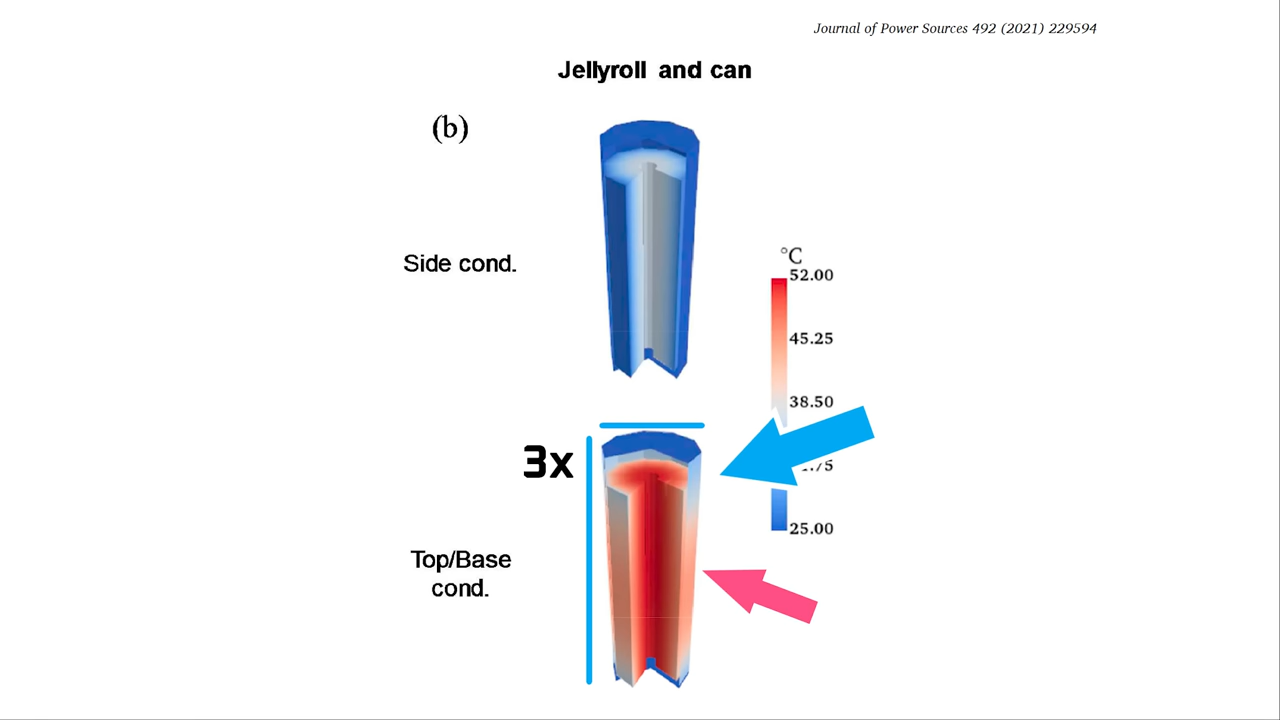 Journal of Power Sources 492 (2021) 229594
Jellyroll and can
(b)
Side cond.
°C
52.00
45.25
38.50
3x
25.00
Top/Base
cond.